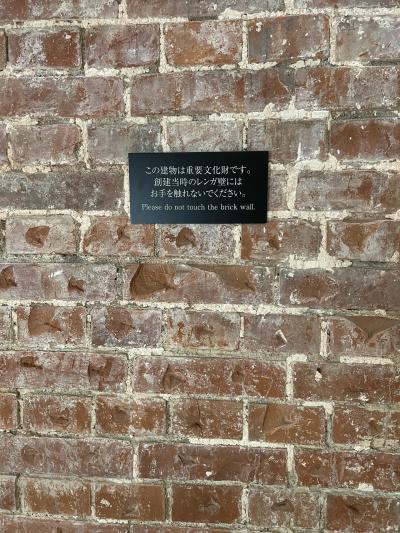 この建物は重要文化財です。
創建当時のレンガ壁には
お手を触れないでください。
Please do not touch the brick wall.